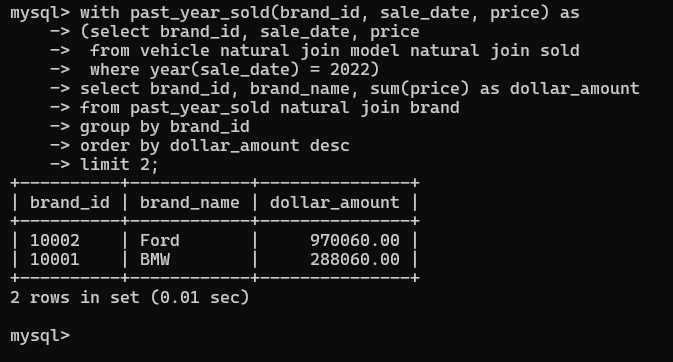 mysql> with past_year_sold(brand_id, sale_date, price) as
    -> (select brand_id, sale_date, price
    ->  from vehicle natural join model natural join sold
    ->  where year(sale_date) = 2022)
    -> select brand_id, brand_name, sum(price) as dollar_amount
    -> from past_year_sold natural join brand
    -> group by brand_id
    -> order by dollar_amount desc
    -> limit 2;
+----------+------------+---------------+
| brand_id | brand_name | dollar_amount |
+----------+------------+---------------+
| 10002    | Ford       |     970060.00 |
| 10001    | BMW        |     288060.00 |
+----------+------------+---------------+
2 rows in set (0.01 sec)

mysql>